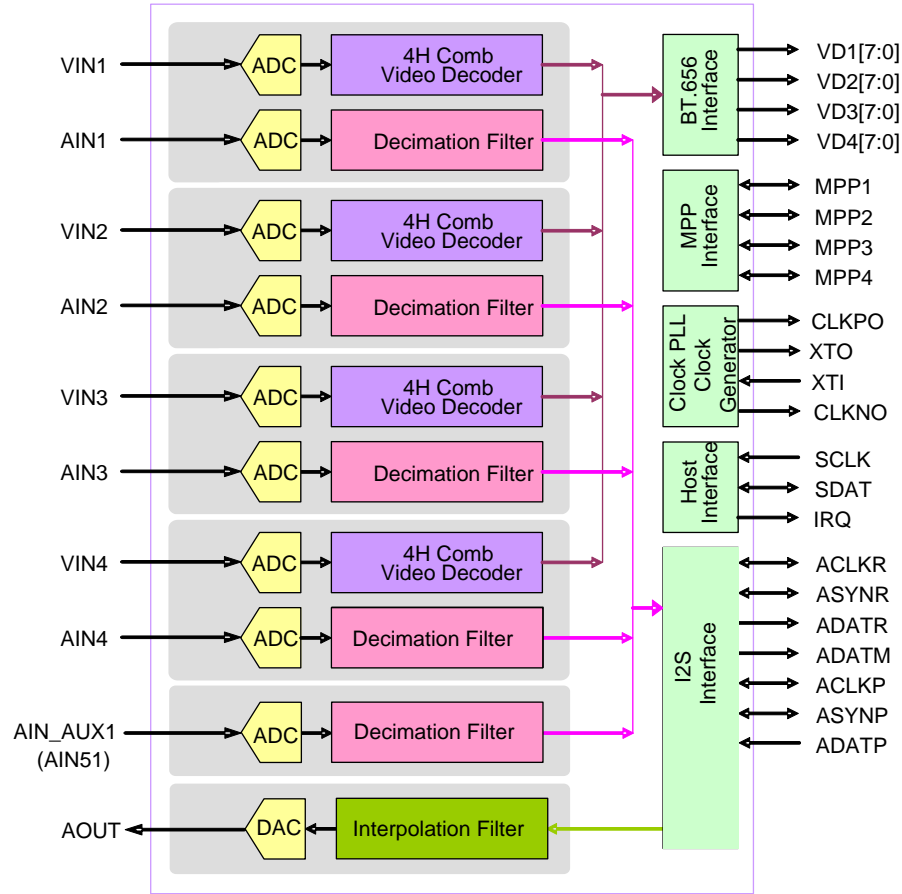 VIN1
ADC
4H Comb
Video Decoder
AIN1
ADC
Decimation Filter
VIN2
ADC
4H Comb
Video Decoder
AIN2
ADC
Decimation Filter
VIN3
ADC
4H Comb
Video Decoder
AIN3
ADC
Decimation Filter
VIN4
ADC
4H Comb
Video Decoder
AIN4
ADC
Decimation Filter
AIN_AUX1
(AIN51)
ADC
Decimation Filter
AOUT
DAC
Interpolation Filter
BT.656
Interface
VD1[7:0]
VD2[7:0]
VD3[7:0]
VD4[7:0]
MPP
Interface
MPP1
MPP2
MPP3
MPP4
Clock PLL
Clock
Generator
CLKPO
XTO
XTI
CLKNO
Host
Interface
SCLK
SDAT
IRQ
I2S
Interface
ACLKR
ASYNR
ADATR
ADATM
ACLKP
ASYNP
ADATP